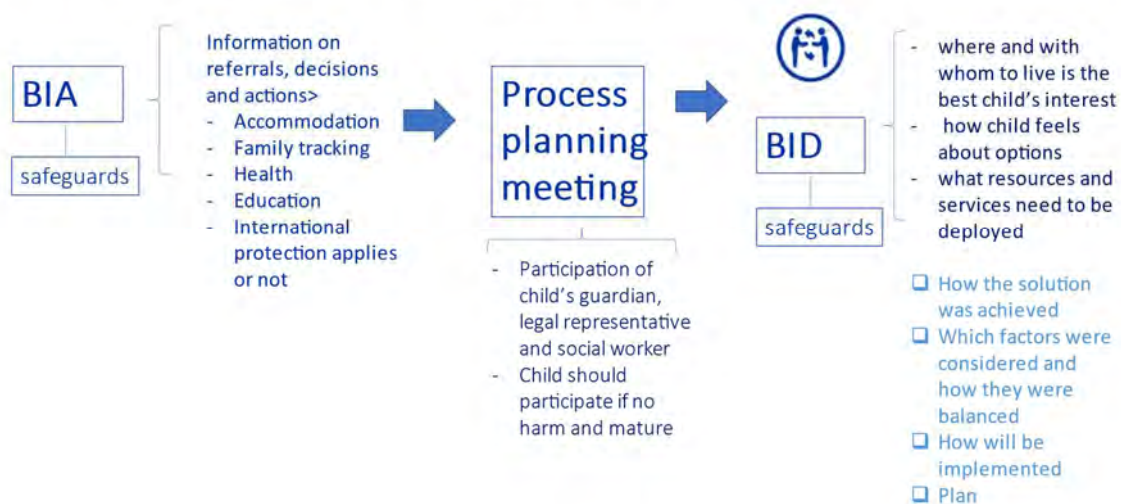 BIA
safeguards
Information on
referrals, decisions
and actions>
- Accommodation
- Family tracking
- Health
- Education
- International
protection applies
or not
Process
planning
meeting
- Participation of
child's guardian,
legal representative
and social worker
- Child should
participate if no
harm and mature
BID
safeguards
- where and with
whom to live is the
best child's interest
- how child feels
about options
- what resources and
services need to be
deployed
❑ How the solution
was achieved
❑ Which factors were
considered and
how they were
balanced
❑ How will be
implemented
❑ Plan